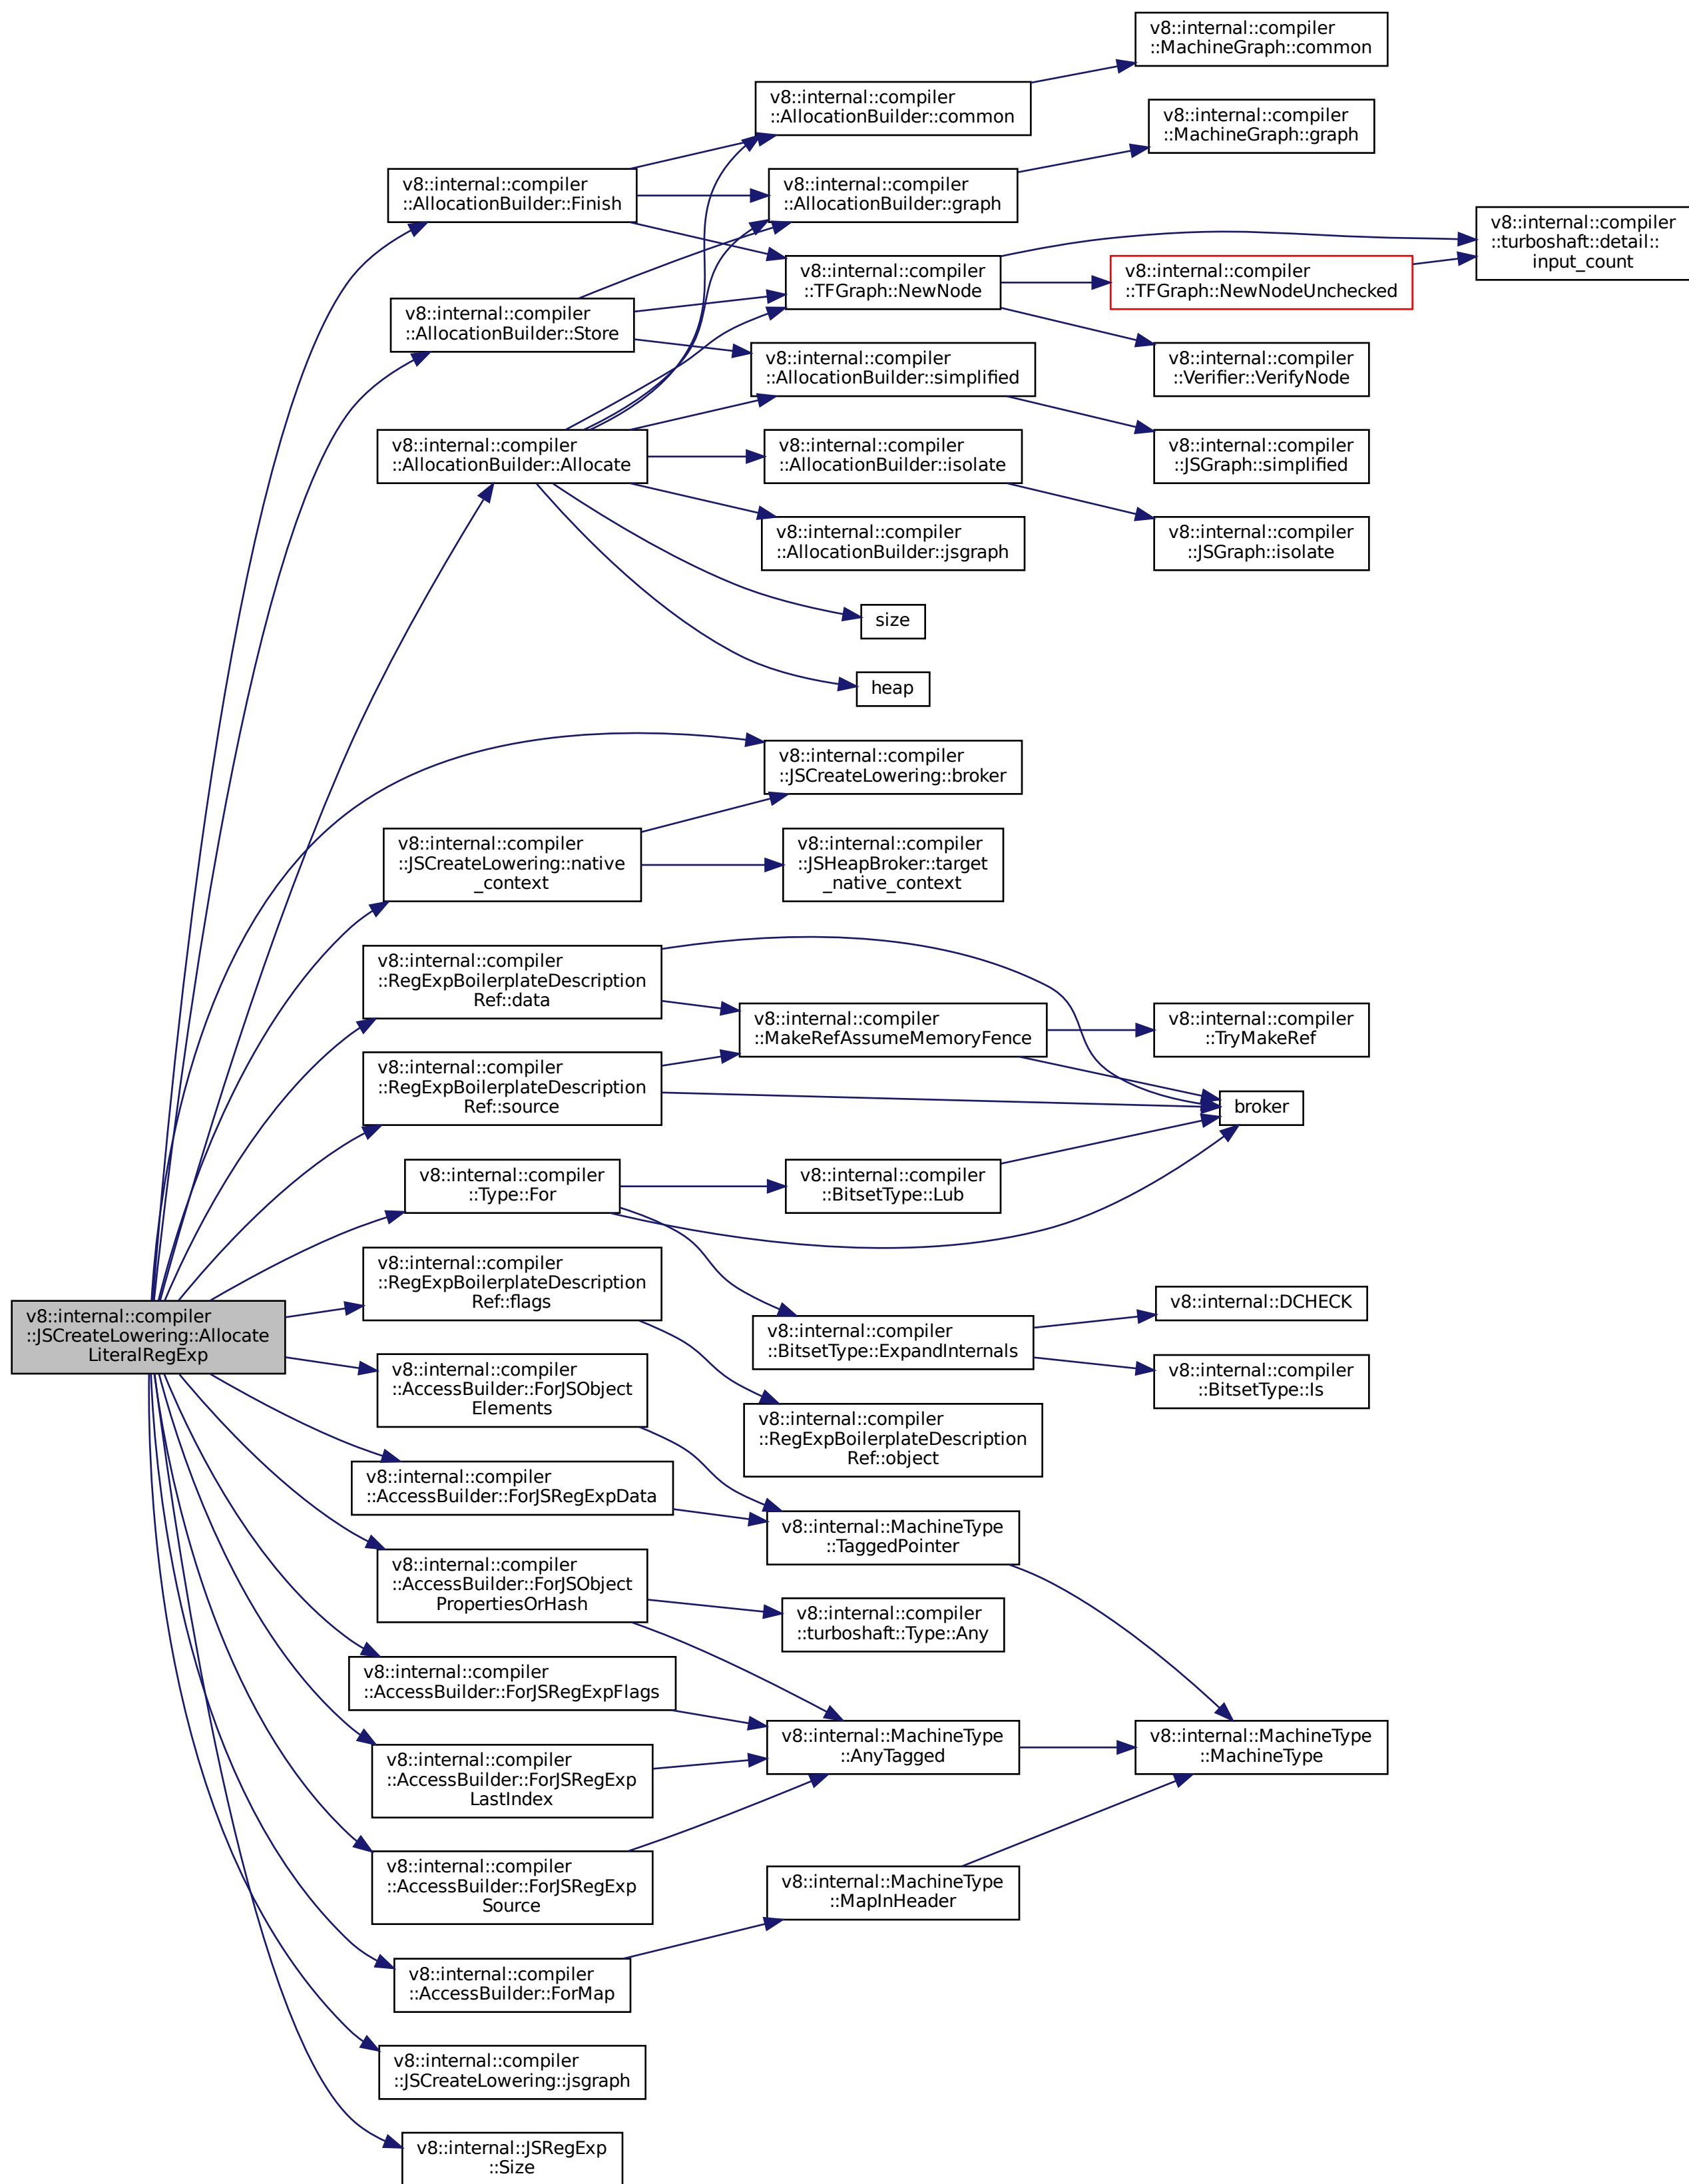 v8::internal::compiler
::MachineGraph::common
v8::internal::compiler
::AllocationBuilder::common
v8::internal::compiler
::MachineGraph::graph
v8::internal::compiler
::AllocationBuilder::Finish
v8::internal::compiler
::AllocationBuilder::graph
v8::internal::compiler
::turboshaft::detail::
input_count
v8::internal::compiler
::TFGraph::NewNode
v8::internal::compiler
::TFGraph::NewNodeUnchecked
v8::internal::compiler
::AllocationBuilder::Store
v8::internal::compiler
::AllocationBuilder::simplified
v8::internal::compiler
::Verifier::VerifyNode
v8::internal::compiler
::AllocationBuilder::Allocate
v8::internal::compiler
::AllocationBuilder::isolate
v8::internal::compiler
::JSGraph::simplified
v8::internal::compiler
::AllocationBuilder::jsgraph
v8::internal::compiler
::JSGraph::isolate
size
heap
v8::internal::compiler
::JSCreateLowering::broker
v8::internal::compiler
::JSCreateLowering::native
_context
v8::internal::compiler
::JSHeapBroker::target
_native_context
v8::internal::compiler
::RegExpBoilerplateDescription
Ref::data
v8::internal::compiler
::MakeRefAssumeMemoryFence
v8::internal::compiler
::TryMakeRef
v8::internal::compiler
::RegExpBoilerplateDescription
Ref::source
broker
v8::internal::compiler
::Type::For
v8::internal::compiler
::BitsetType::Lub
v8::internal::compiler
::RegExpBoilerplateDescription
Ref::flags
v8::internal::compiler
::JSCreateLowering::Allocate
LiteralRegExp
v8::internal::compiler
::BitsetType::ExpandInternals
v8::internal::DCHECK
v8::internal::compiler
::BitsetType::Is
v8::internal::compiler
::AccessBuilder::ForJSObject
Elements
v8::internal::compiler
::RegExpBoilerplateDescription
Ref::object
v8::internal::compiler
::AccessBuilder::ForJSRegExpData
v8::internal::MachineType
::TaggedPointer
v8::internal::compiler
::AccessBuilder::ForJSObject
PropertiesOrHash
v8::internal::compiler
::turboshaft::Type::Any
v8::internal::compiler
::AccessBuilder::ForJSRegExpFlags
v8::internal::MachineType
::AnyTagged
v8::internal::MachineType
::MachineType
v8::internal::compiler
::AccessBuilder::ForJSRegExp
LastIndex
v8::internal::compiler
::AccessBuilder::ForJSRegExp
Source
v8::internal::MachineType
::MapInHeader
v8::internal::compiler
::AccessBuilder::ForMap
v8::internal::compiler
::JSCreateLowering::jsgraph
v8::internal::JSRegExp
::Size